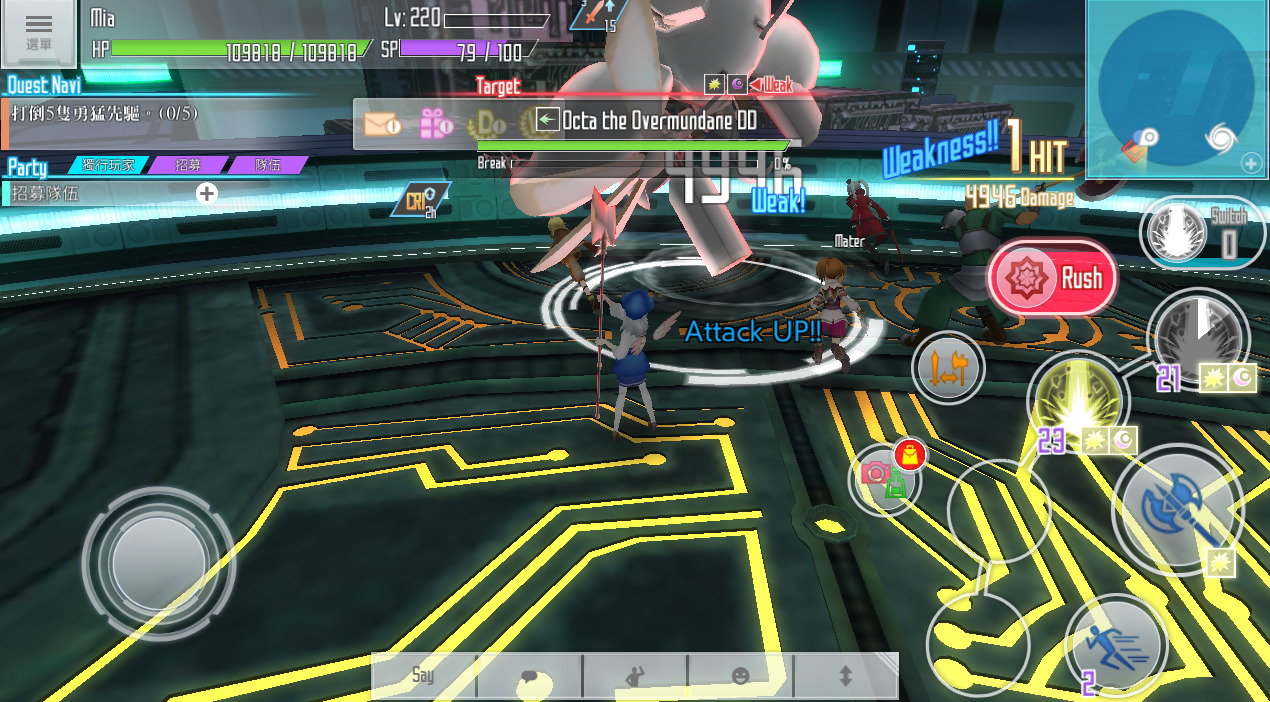 選單
Mia
Lv: 220
15
HP
109818 / 109818
SP
79 / 100
Quest Navi
打倒5隻勇猛先驅。(0/5)
Target
Weak
Octa the Overmundane DD
Break
0 %
Party
獨行玩家
招募
隊伍
招募隊伍
CRI
2h
Weakness!!
1 HIT
4946 Damage
Weak!
Mater
Attack UP!!
Switch
0
Rush
21
23
2
Say